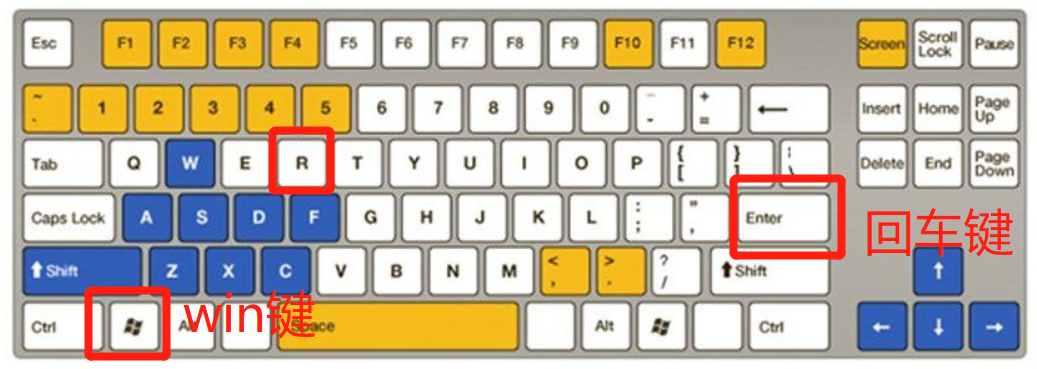 Esc F1 F2 F3 F4 F5 F6 F7 F8 F9 F10 F11 F12 Screen Scroll Lock Pause
~ ` 1 2 3 4 5 6 7 8 9 0 _ - + = ← Insert Home Page Up
Tab Q W E R T Y U I O P { [ } ] \ Delete End Page Down
Caps Lock A S D F G H J K L : ; " , Enter 回车键
⬆ Shift Z X C V B N M < , > . ? / ⬆ Shift ↑
Ctrl win键 Space Alt Ctrl ← ↓ →